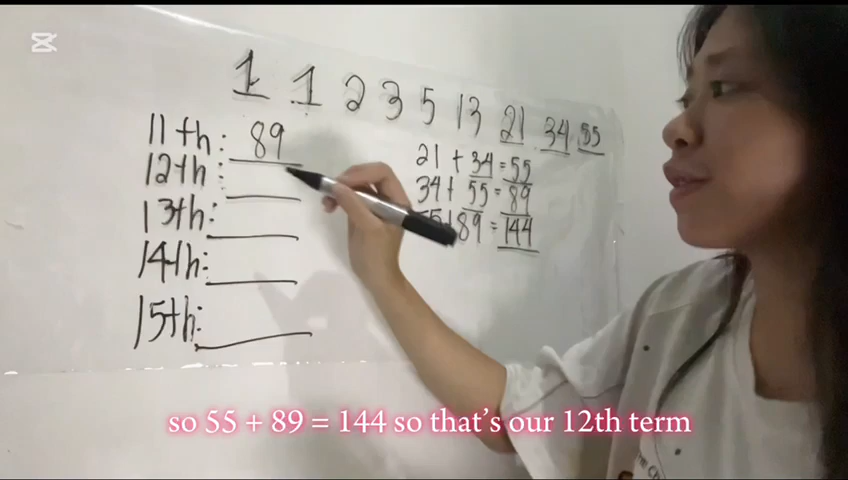 1 1 2 3 5 13 21 34 55
11th: 89
12th:
13th:
14th:
15th:
21 + 34 = 55
34 + 55 = 89
55 + 89 = 144
so 55 + 89 = 144 so that's our 12th term